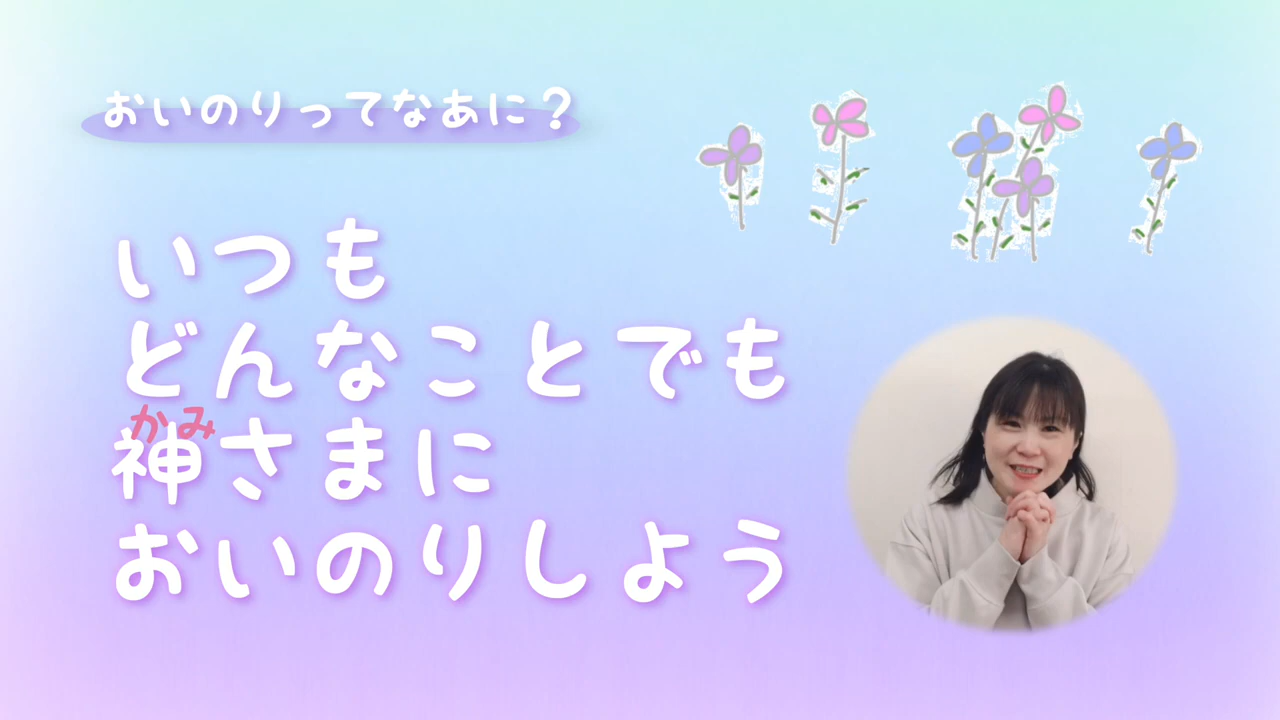 おいのりってなあに？
いつも
どんなことでも
かみ
神さまに
おいのりしよう